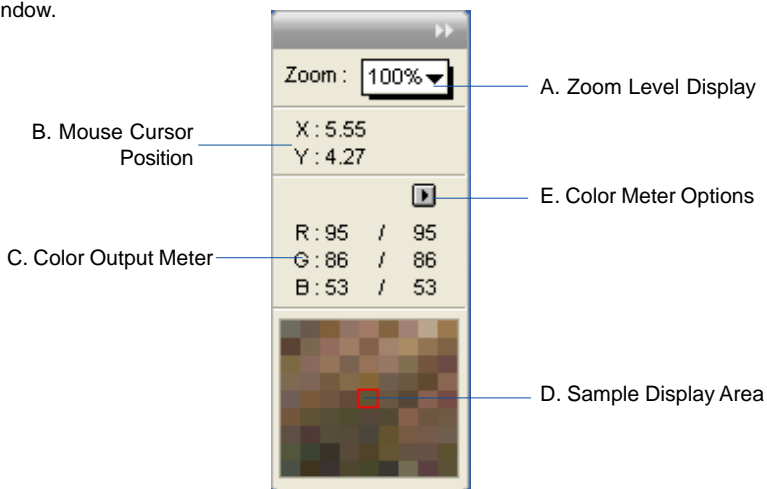 ndow.
Zoom : 100%
A. Zoom Level Display
B. Mouse Cursor
Position
X : 5.55
Y : 4.27
E. Color Meter Options
C. Color Output Meter
R : 95 / 95
G : 86 / 86
B : 53 / 53
D. Sample Display Area